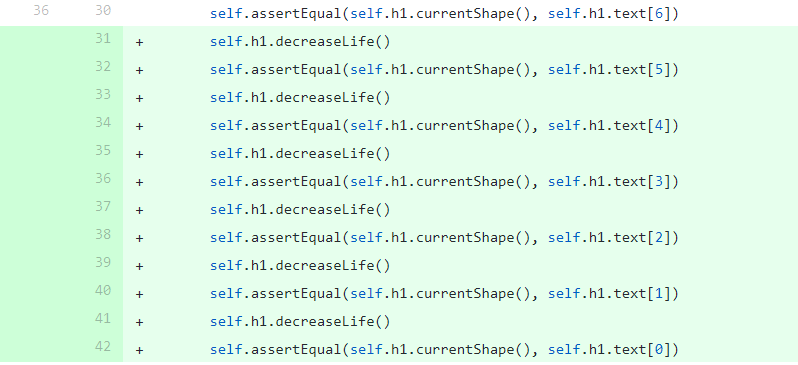 36 30 self.assertEqual(self.h1.currentShape(), self.h1.text[6])
31 + self.h1.decreaseLife()
32 + self.assertEqual(self.h1.currentShape(), self.h1.text[5])
33 + self.h1.decreaseLife()
34 + self.assertEqual(self.h1.currentShape(), self.h1.text[4])
35 + self.h1.decreaseLife()
36 + self.assertEqual(self.h1.currentShape(), self.h1.text[3])
37 + self.h1.decreaseLife()
38 + self.assertEqual(self.h1.currentShape(), self.h1.text[2])
39 + self.h1.decreaseLife()
40 + self.assertEqual(self.h1.currentShape(), self.h1.text[1])
41 + self.h1.decreaseLife()
42 + self.assertEqual(self.h1.currentShape(), self.h1.text[0])